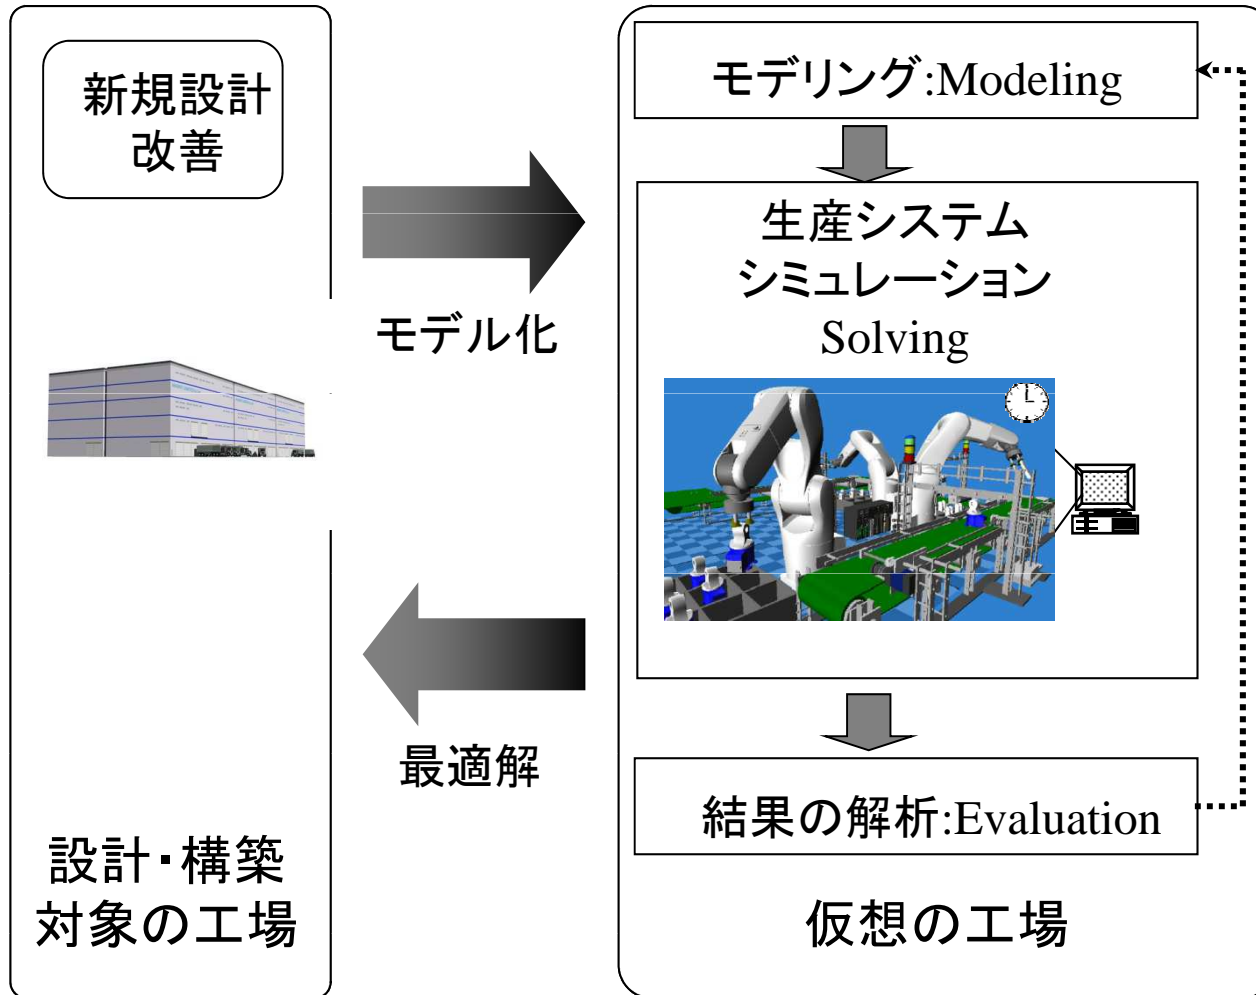 新規設計
改善
モデル化
最適解
設計・構築
対象の工場
モデリング:Modeling
生産システム
シミュレーション
Solving
結果の解析:Evaluation
仮想の工場